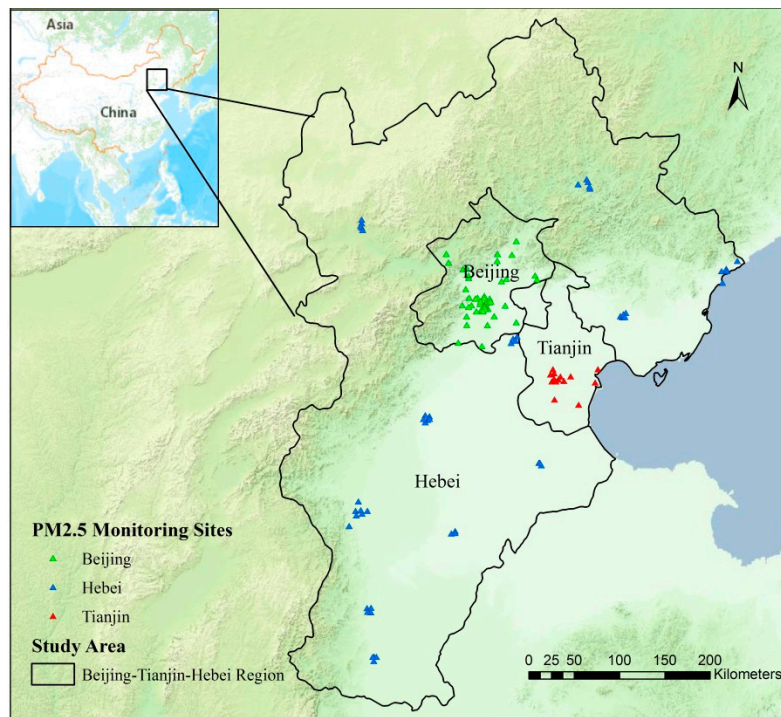 Asia
China
N
Beijing
Tianjin
Hebei
PM2.5 Monitoring Sites
Beijing
Hebei
Tianjin
Study Area
Beijing-Tianjin-Hebei Region
0 25 50 100 150 200
Kilometers